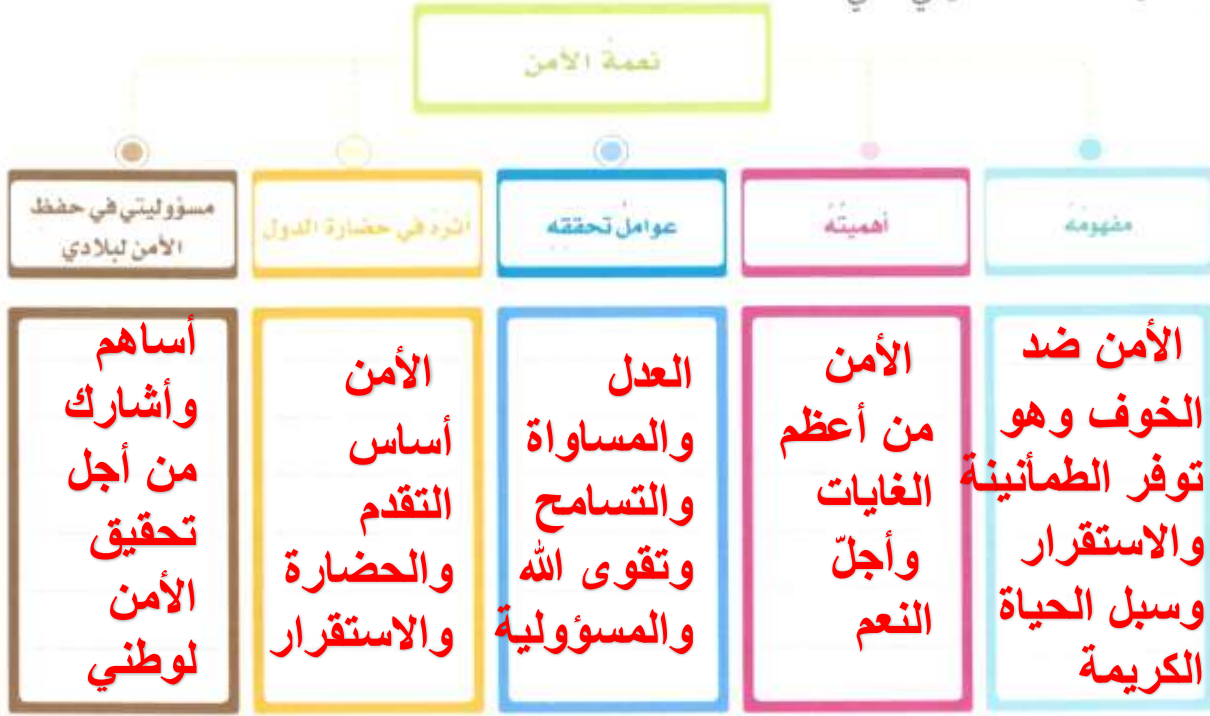 نعمة الأمن
مفهومه
أهميته
عوامل تحققه
أثره في حضارة الدول
مسؤوليتي في حفظ
الأمن لبلادي
الأمن ضد
الخوف وهو
توفر الطمأنينة
والاستقرار
وسبل الحياة
الكريمة
الأمن
من أعظم
الغايات
وأجلّ
النعم
العدل
والمساواة
والتسامح
وتقوى الله
والمسؤولية
الأمن
أساس
التقدم
والحضارة
والاستقرار
أساهم
وأشارك
من أجل
تحقيق
الأمن
لوطني